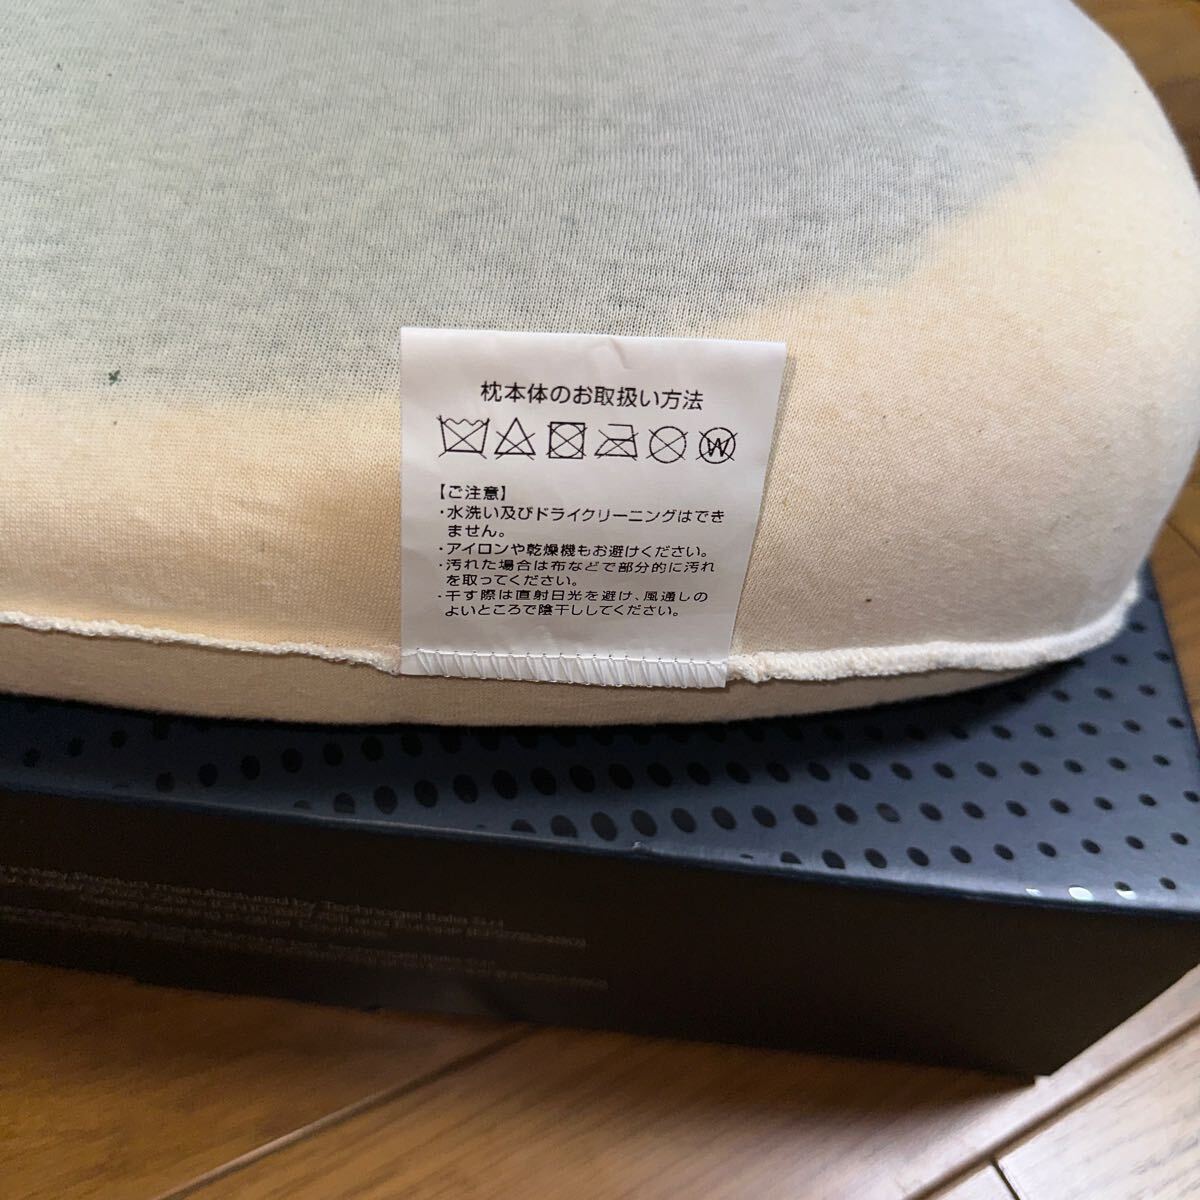 枕本体のお取扱い方法
W
【ご注意】
・水洗い及びドライクリーニングはでき
ません。
・アイロンや乾燥機もお避けください。
・汚れた場合は布などで部分的に汚れ
を取ってください。
・干す際は直射日光を避け、風通しの
よいところで陰干ししてください。
manufactured by Technogel Italia S.r.l.